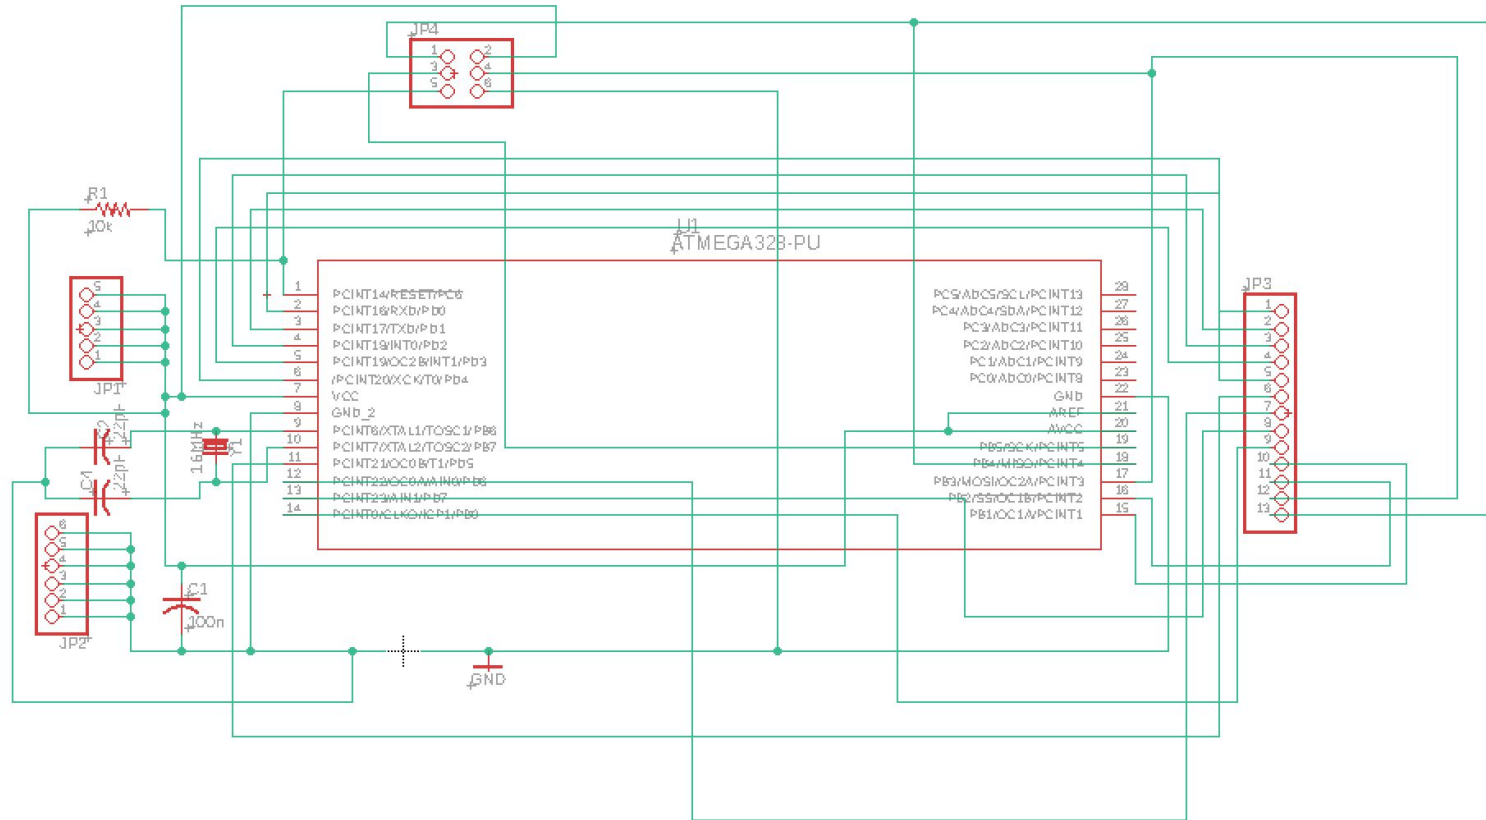 JP4
1 2
3 4
5 6
R1
10k
U1
ATMEGA328-PU
JP3
5
4
3
2
1
JP1
1 PCINT14/RESET/PC6
2 PCINT16/RXD/PD0
3 PCINT17/TXD/PD1
4 PCINT18/INT0/PD2
5 PCINT19/OC2B/INT1/PD3
6 /PCINT20/XCK/T0/PD4
7 VCC
8 GND_2
9 PCINT6/XTAL1/TOSC1/PB6
10 PCINT7/XTAL2/TOSC2/PB7
11 PCINT21/OC0B/T1/PD5
12 PCINT22/OC0A/AIN0/PD6
13 PCINT23/AIN1/PD7
14 PCINT0/CLKO/ICP1/PB0
PC5/ADC5/SCL/PCINT13 28
PC4/ADC4/SDA/PCINT12 27
PC3/ADC3/PCINT11 26
PC2/ADC2/PCINT10 25
PC1/ADC1/PCINT9 24
PC0/ADC0/PCINT8 23
GND 22
AREF 21
AVCC 20
PB5/SCK/PCINT5 19
PB4/MISO/PCINT4 18
PB3/MOSI/OC2A/PCINT3 17
PB2/SS/OC1B/PCINT2 16
PB1/OC1A/PCINT1 15
1
2
3
4
5
6
7
8
9
10
11
12
13
C2
22pF
16MHz
Y1
22pF
6
5
4
3
2
1
JP2
C1
100n
GND